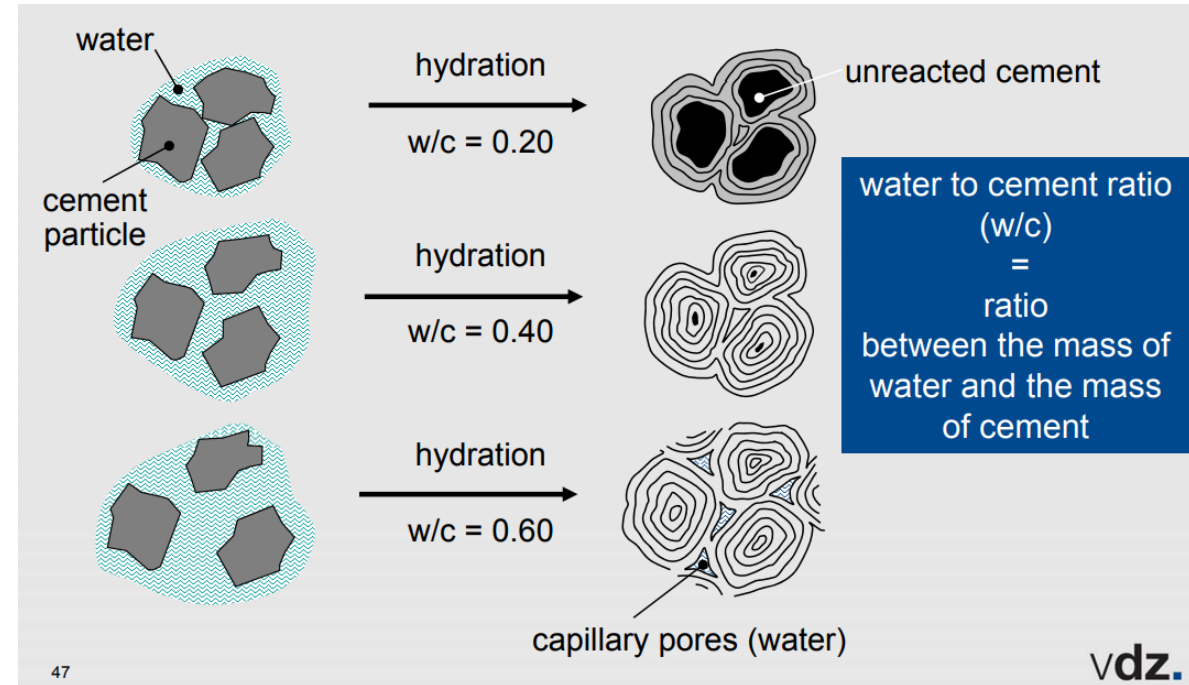 water
hydration
w/c = 0.20
unreacted cement
cement
particle
water to cement ratio
(w/c)
=
ratio
between the mass of
water and the mass
of cement
hydration
w/c = 0.40
hydration
w/c = 0.60
capillary pores (water)
47
vdz.